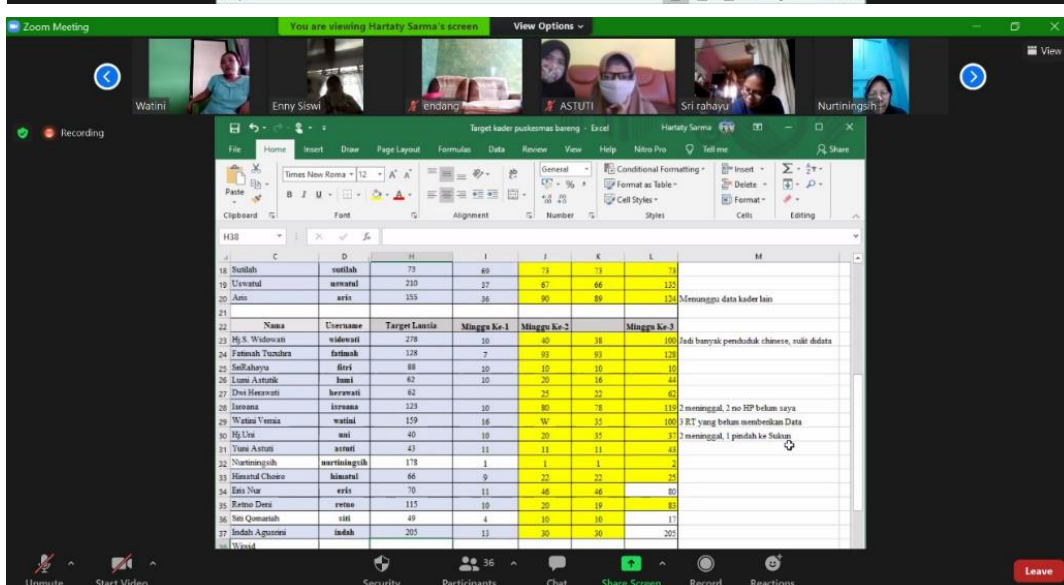 Zoom Meeting You are viewing Hartaty Sarma's screen View Options
View
Watini Enny Siswi endang ASTUTI Sri rahayu Nurtiningsih
Recording
Target kader puskesmas bareng - Excel Hartaty Sarma
File Home Insert Draw Page Layout Formulas Data Review View Help Nitro Pro Tell me Share
Paste Times New Roma 12 A A General Conditional Formatting Insert
B I U A % Format as Table Delete
Cell Styles Format
Clipboard Font Alignment Number Styles Cells Editing
H38 fx
C D H I J K L M
18 Sutilah sutilah 73 69 73 73 73
19 Uswatul uswatul 210 37 67 66 135
20 Aris aris 155 36 90 89 124 Menunggu data kader lain
21
22 Nama Username Target Lansia Minggu Ke-1 Minggu Ke-2 Minggu Ke-3
23 Hj.S. Widowati widowati 278 10 40 38 100 Jadi banyak penduduk chinese, sulit didata
24 Fatimah Tuzuhra fatimah 128 7 93 93 128
25 SriRahayu fitri 88 10 10 10 10
26 Lumi Astutik lumi 62 10 20 16 44
27 Dwi Herawati herawati 62 25 22 62
28 Isroana isroana 123 10 80 78 119 2 meninggal, 2 no HP belum saya
29 Watini Vernia watini 159 16 W 35 100 3 RT yang belum memberikan Data
30 Hj.Uni uni 40 10 20 35 37 2 meninggal, 1 pindah ke Sukun
31 Yuni Astuti astuti 43 11 11 11 43
32 Nurtiningsih nurtiningsih 178 1 1 1 2
33 Himatul Choiro himatul 66 9 22 22 25
34 Eris Nur eris 70 11 46 46 80
35 Retno Deni retno 115 10 20 19 83
36 Siti Qomariah siti 49 4 10 10 17
37 Indah Agustini indah 205 13 30 30 205
38
Unmute Start Video Security Participants 36 Chat Share Screen Record Reactions Leave